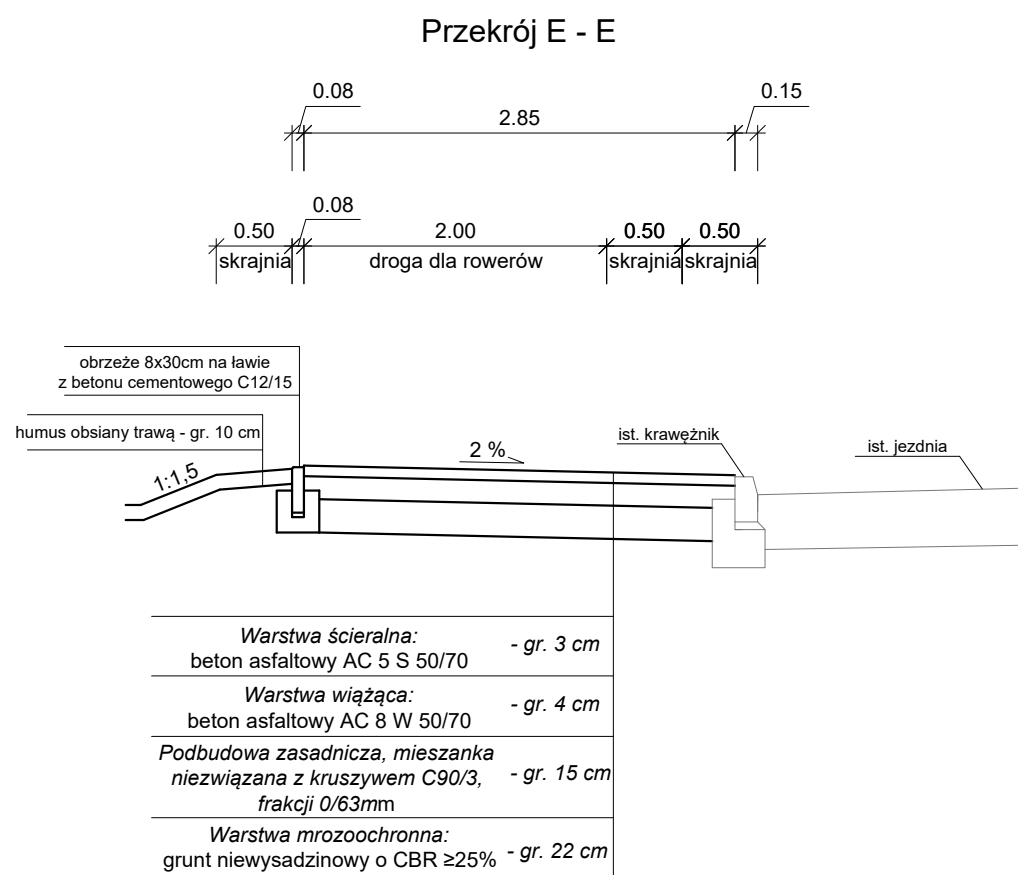 Przekrój E - E
0.08
0.15
2.85
0.08
0.50
2.00
0.50
0.50
skrajnia
droga dla rowerów
skrajnia
skrajnia
obrzeże 8x30cm na ławie
z betonu cementowego C12/15
humus obsiany trawą - gr. 10 cm
1:1,5
2 %
ist. krawężnik
ist. jezdnia
Warstwa ścieralna:
beton asfaltowy AC 5 S 50/70
- gr. 3 cm
Warstwa wiążąca:
beton asfaltowy AC 8 W 50/70
- gr. 4 cm
Podbudowa zasadnicza, mieszanka
niezwiązana z kruszywem C90/3,
frakcji 0/63mm
- gr. 15 cm
Warstwa mrozoochronna:
grunt niewysadzinowy o CBR ≥25%
- gr. 22 cm